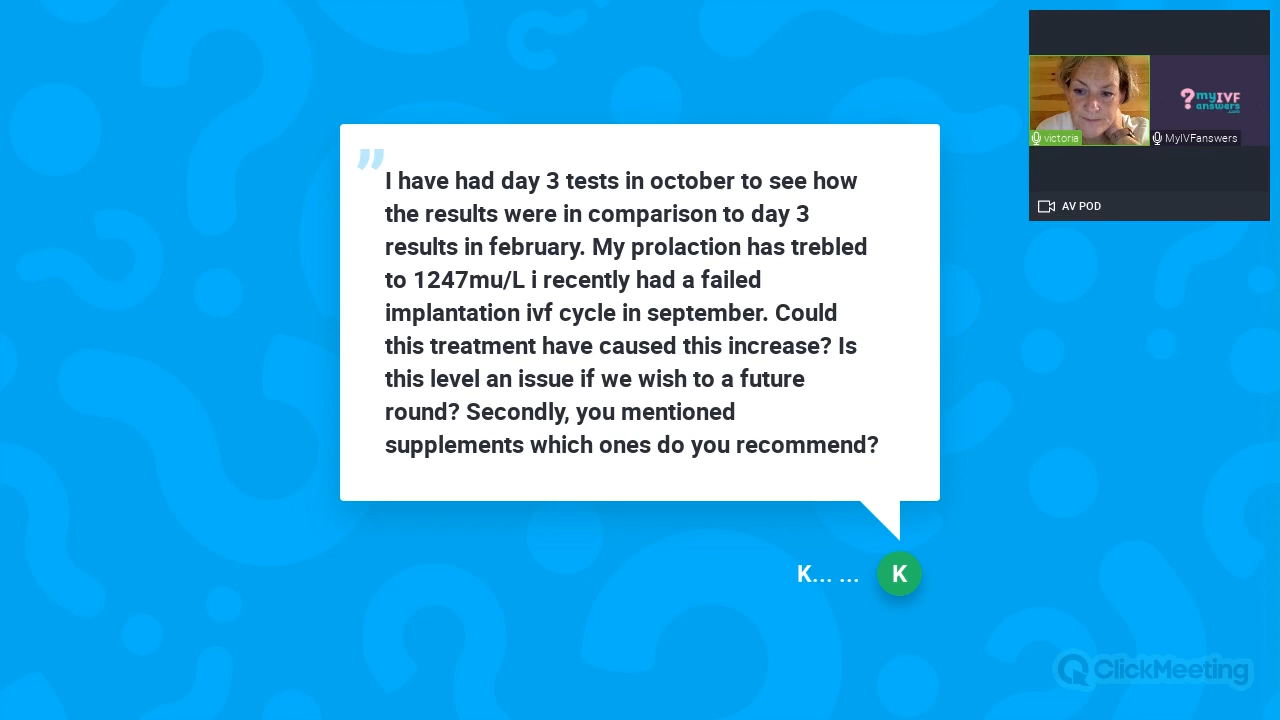 I have had day 3 tests in october to see how
the results were in comparison to day 3
results in february. My prolaction has trebled
to 1247mu/L i recently had a failed
implantation ivf cycle in september. Could
this treatment have caused this increase? Is
this level an issue if we wish to a future
round? Secondly, you mentioned
supplements which ones do you recommend?
K... ...
K
myIVF
answers
.com
victoria
MyIVFanswers
AV POD
ClickMeeting